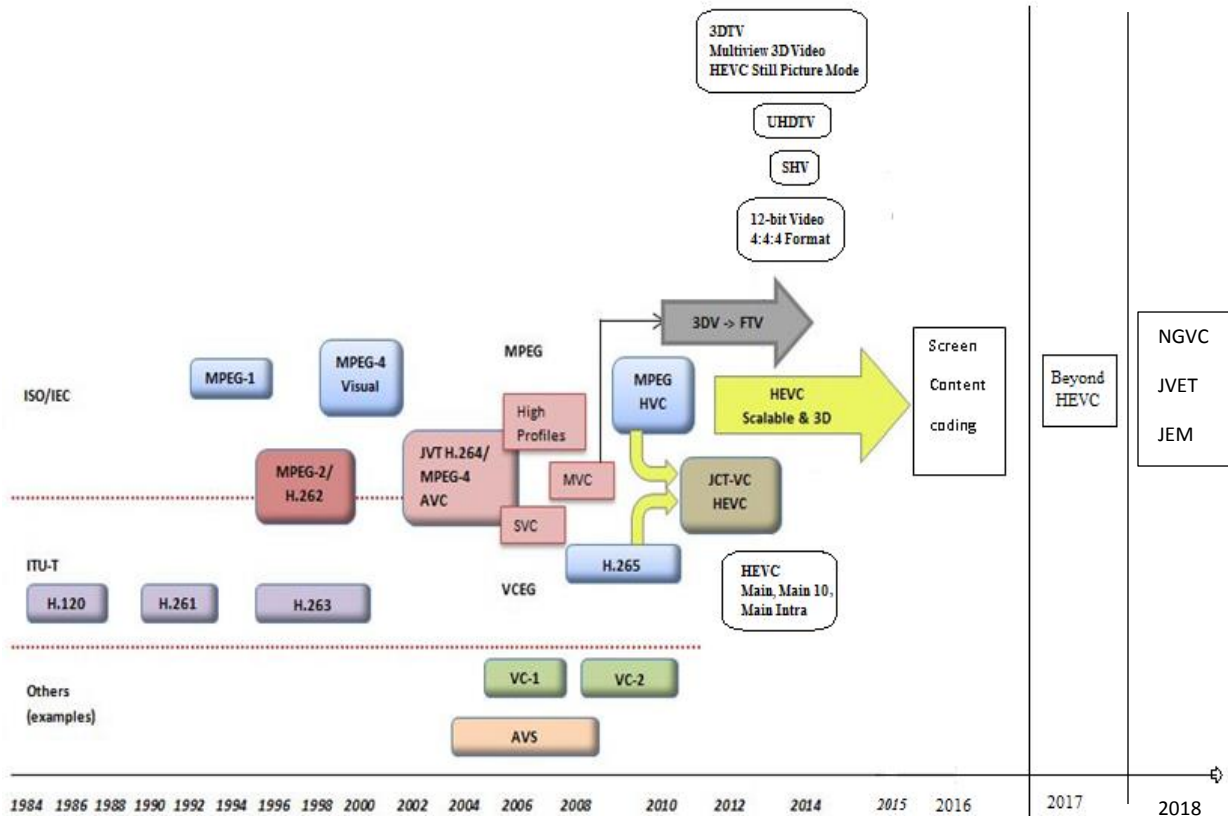 3DTV
Multiview 3D Video
HEVC Still Picture Mode
UHDTV
SHV
12-bit Video
4:4:4 Format
3DV -> FTV
MPEG
ISO/IEC
MPEG-1
MPEG-4
Visual
MPEG
HVC
HEVC
Scalable & 3D
Screen
Content
coding
Beyond
HEVC
NGVC
JVET
JEM
High
Profiles
MPEG-2/
H.262
JVT H.264/
MPEG-4
AVC
MVC
SVC
JCT-VC
HEVC
ITU-T
H.265
VCEG
HEVC
Main, Main 10,
Main Intra
H.120
H.261
H.263
Others
(examples)
VC-1
VC-2
AVS
1984 1986 1988 1990 1992 1994 1996 1998 2000 2002 2004 2006 2008 2010 2012 2014 2015 2016 2017 2018